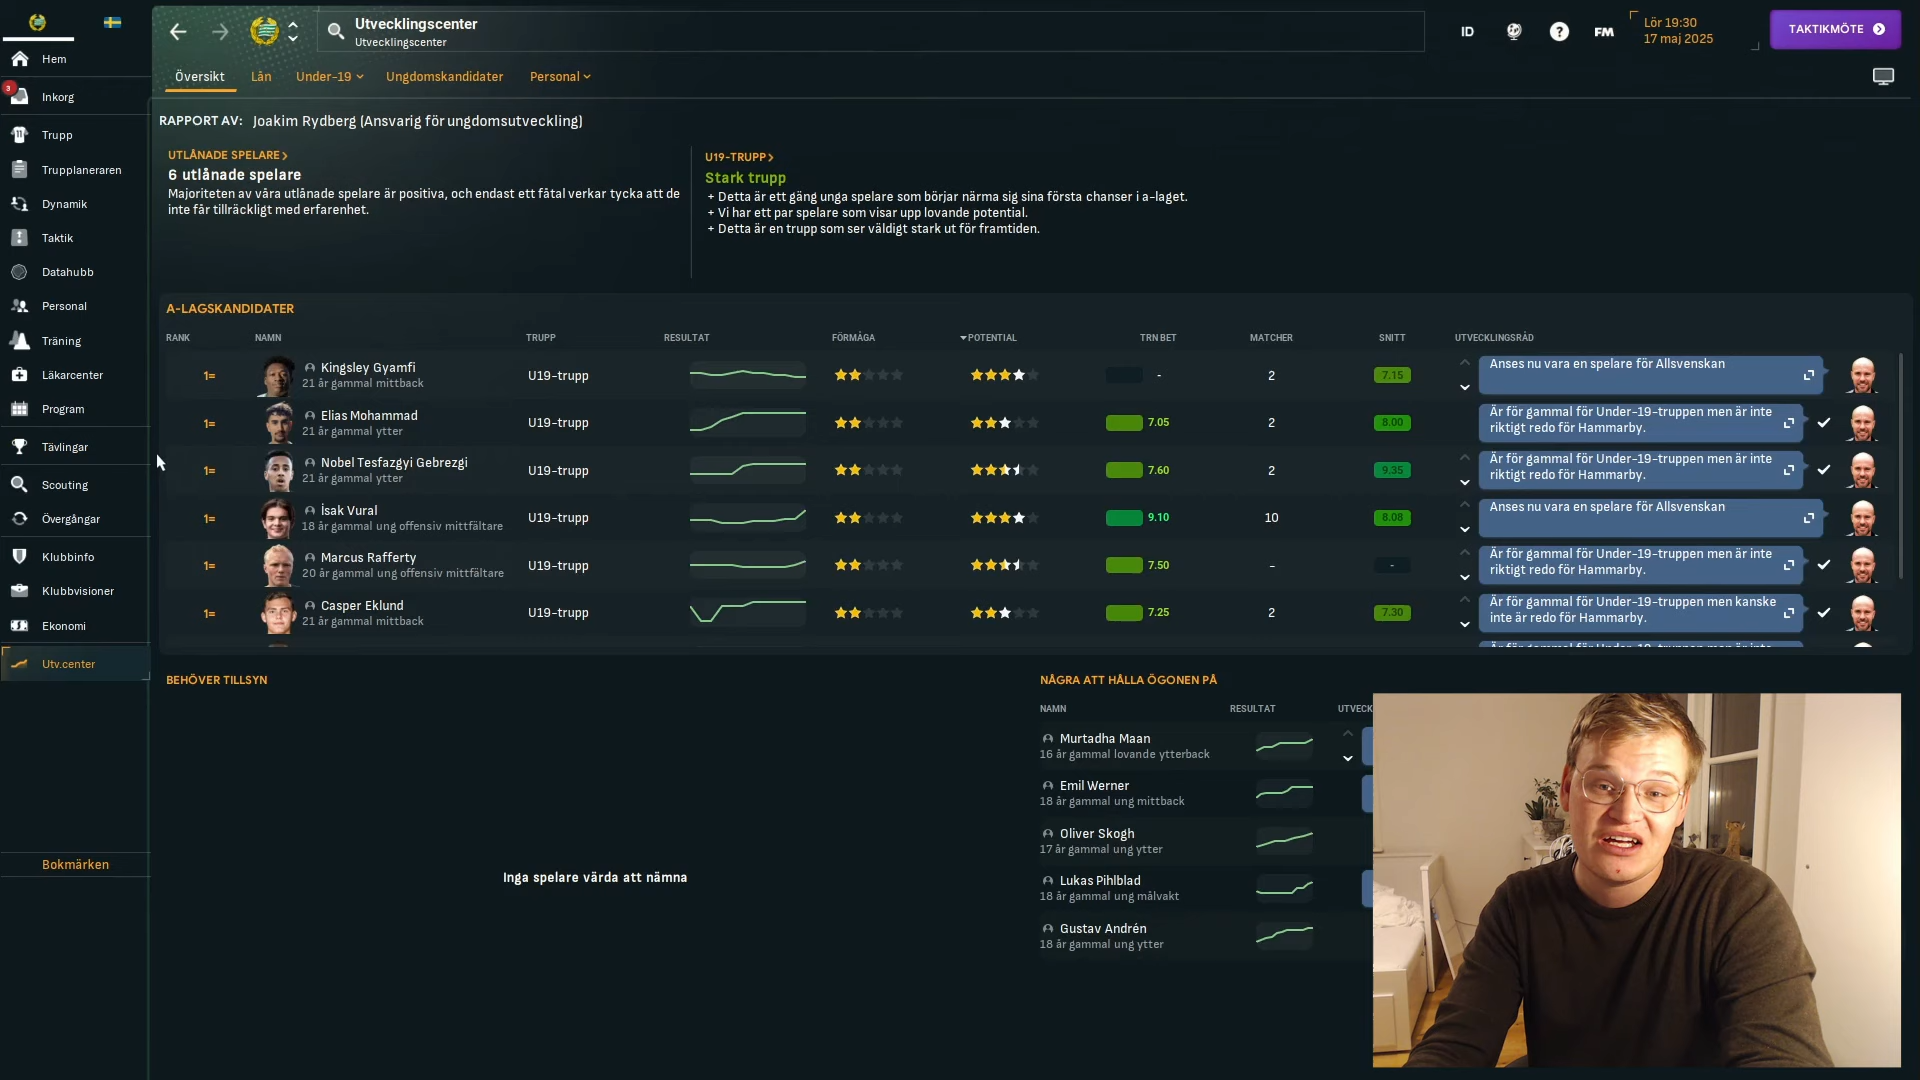 Utvecklingscenter
Utvecklingscenter
ID
FM
Lör 19:30
17 maj 2025
TAKTIKMÖTE
Hem
3
Inkorg
Trupp
Trupplaneraren
Dynamik
Taktik
Datahubb
Personal
Träning
Läkarcenter
Program
Tävlingar
Scouting
Övergångar
Klubbinfo
Klubbvisioner
Ekonomi
Utv.center
Bokmärken
Översikt
Lån
Under-19
Ungdomskandidater
Personal
RAPPORT AV: Joakim Rydberg (Ansvarig för ungdomsutveckling)
UTLÅNADE SPELARE
6 utlånade spelare
Majoriteten av våra utlånade spelare är positiva, och endast ett fåtal verkar tycka att de
inte får tillräckligt med erfarenhet.
U19-TRUPP
Stark trupp
+ Detta är ett gäng unga spelare som börjar närma sig sina första chanser i a-laget.
+ Vi har ett par spelare som visar upp lovande potential.
+ Detta är en trupp som ser väldigt stark ut för framtiden.
A-LAGSKANDIDATER
RANK NAMN TRUPP RESULTAT FÖRMÅGA POTENTIAL TRN BET MATCHER SNITT UTVECKLINGSRÅD
1= Kingsley Gyamfi U19-trupp - 2 7.15 Anses nu vara en spelare för Allsvenskan
21 år gammal mittback
1= Elias Mohammad U19-trupp 7.05 2 8.00 Är för gammal för Under-19-truppen men är inte
21 år gammal ytter riktigt redo för Hammarby.
1= Nobel Tesfazgyi Gebrezgi U19-trupp 7.60 2 9.35 Är för gammal för Under-19-truppen men är inte
21 år gammal ytter riktigt redo för Hammarby.
1= İsak Vural U19-trupp 9.10 10 8.08 Anses nu vara en spelare för Allsvenskan
18 år gammal ung offensiv mittfältare
1= Marcus Rafferty U19-trupp 7.50 - - Är för gammal för Under-19-truppen men är inte
20 år gammal ung offensiv mittfältare riktigt redo för Hammarby.
1= Casper Eklund U19-trupp 7.25 2 7.30 Är för gammal för Under-19-truppen men kanske
21 år gammal mittback inte är redo för Hammarby.
BEHÖVER TILLSYN
Inga spelare värda att nämna
NÅGRA ATT HÅLLA ÖGONEN PÅ
NAMN RESULTAT UTVECK
Murtadha Maan
16 år gammal lovande ytterback
Emil Werner
18 år gammal ung mittback
Oliver Skogh
17 år gammal ung ytter
Lukas Pihlblad
18 år gammal ung målvakt
Gustav Andrén
18 år gammal ung ytter